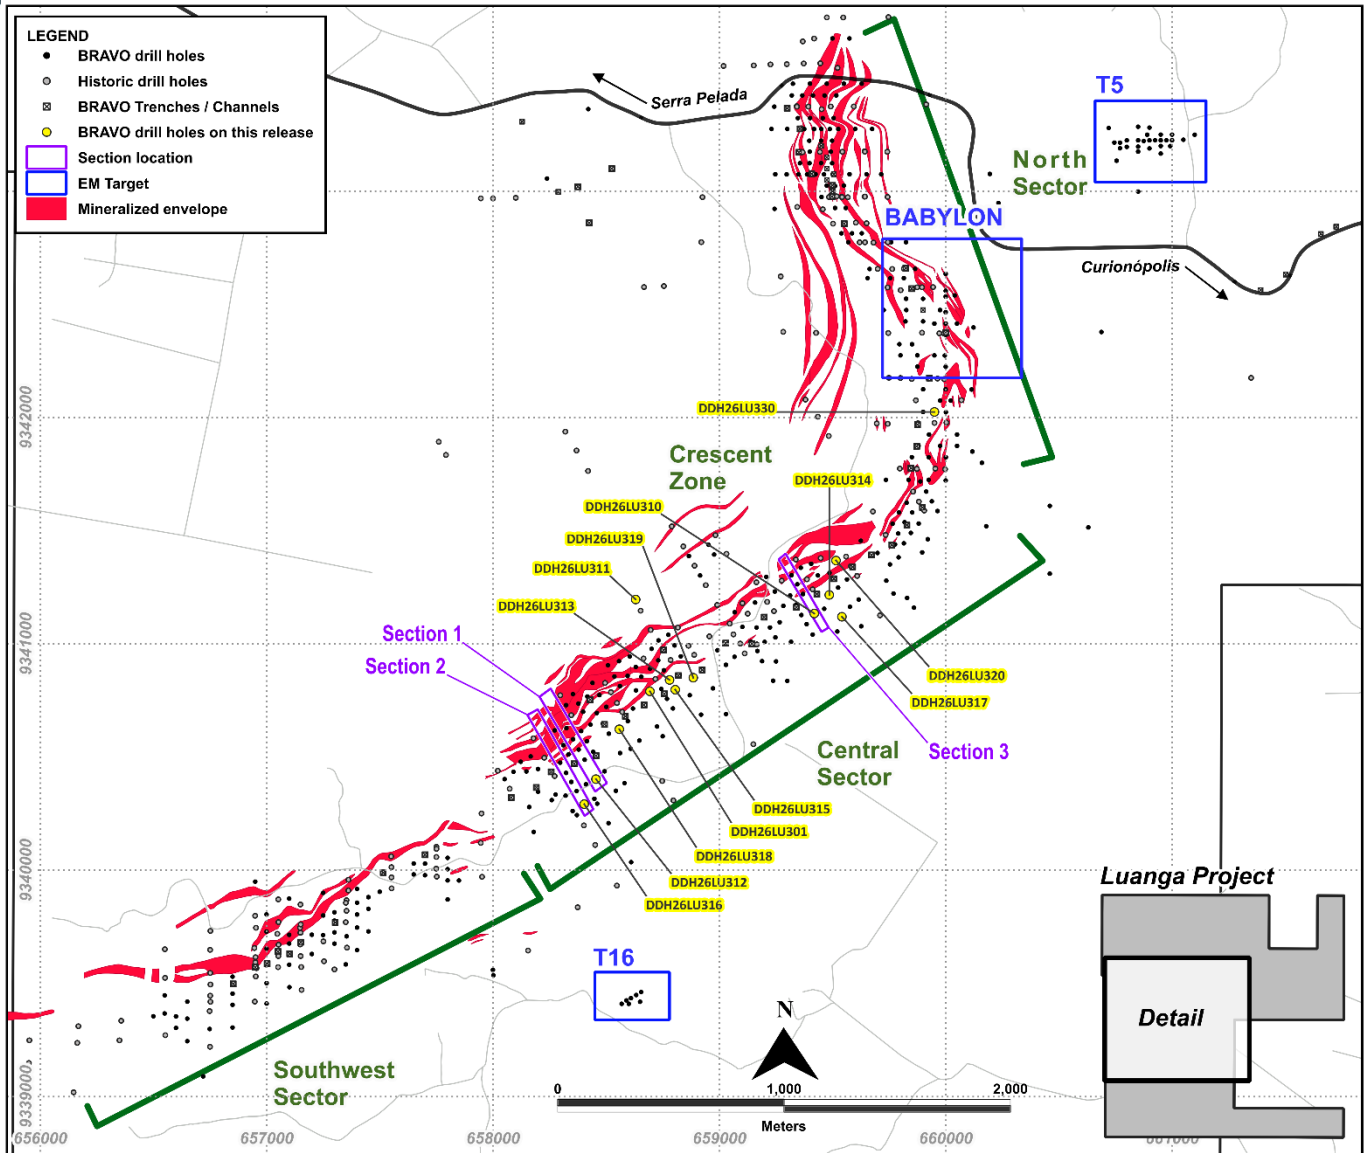 LEGEND
BRAVO drill holes
Historic drill holes
BRAVO Trenches / Channels
BRAVO drill holes on this release
Section location
EM Target
Mineralized envelope
Serra Pelada
T5
North
Sector
BABYLON
Curionópolis
9342000
DDH26LU330
Crescent
Zone
DDH26LU314
DDH26LU310
DDH26LU319
DDH26LU311
DDH26LU313
Section 1
Section 2
9341000
DDH26LU320
DDH26LU317
Section 3
Central
Sector
DDH26LU315
DDH26LU301
DDH26LU318
DDH26LU312
DDH26LU316
9340000
Luanga Project
Detail
T16
N
Southwest
Sector
0 1,000 2,000
Meters
9339000
656000 657000 658000 659000 660000 661000